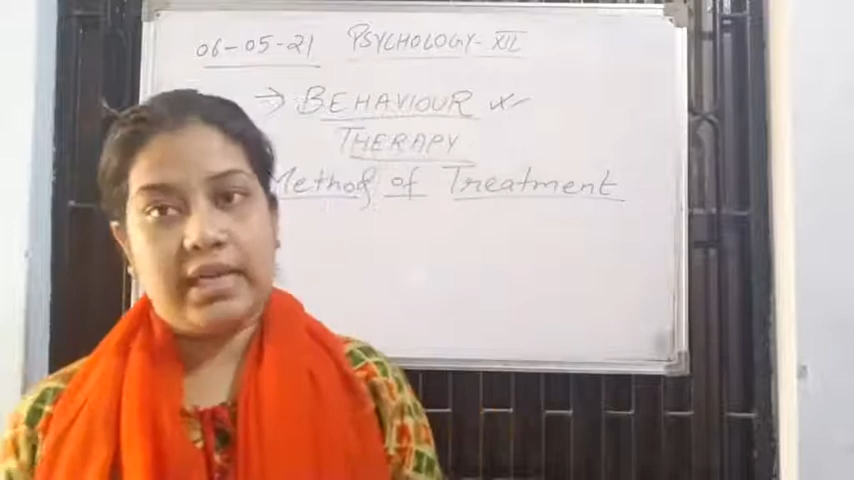 06-05-21 PSYCHOLOGY-XII
→ BEHAVIOUR
THERAPY
Method of Treatment